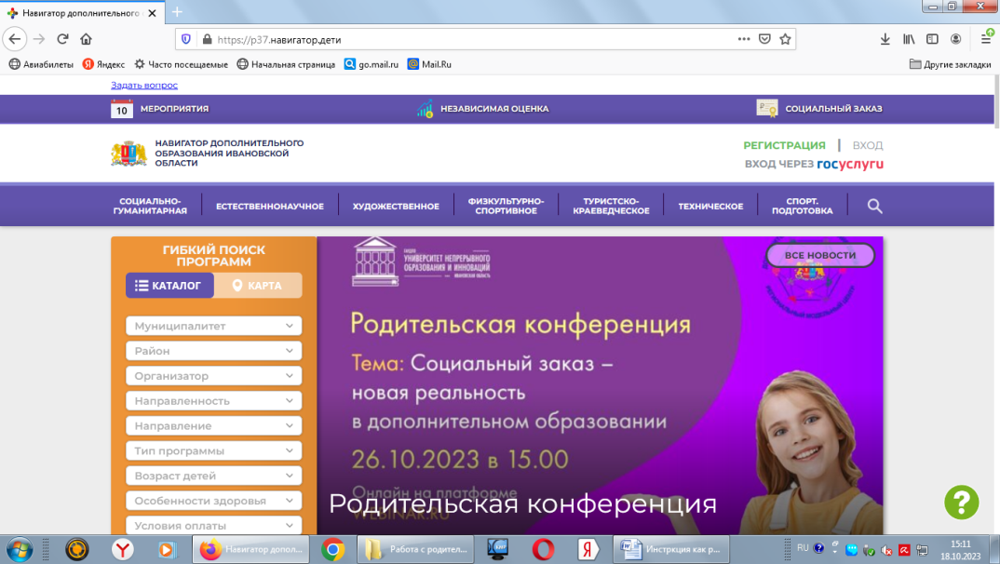 Навигатор дополнительного
https://р37.навигатор.дети
Авиабилеты Яндекс Часто посещаемые Начальная страница go.mail.ru Mail.Ru Другие закладки
Задать вопрос
10 МЕРОПРИЯТИЯ НЕЗАВИСИМАЯ ОЦЕНКА СОЦИАЛЬНЫЙ ЗАКАЗ
НАВИГАТОР ДОПОЛНИТЕЛЬНОГО
ОБРАЗОВАНИЯ ИВАНОВСКОЙ
ОБЛАСТИ
РЕГИСТРАЦИЯ | ВХОД
ВХОД ЧЕРЕЗ госуслуги
СОЦИАЛЬНО-
ГУМАНИТАРНАЯ
ЕСТЕСТВЕННОНАУЧНОЕ
ХУДОЖЕСТВЕННОЕ
ФИЗКУЛЬТУРНО-
СПОРТИВНОЕ
ТУРИСТСКО-
КРАЕВЕДЧЕСКОЕ
ТЕХНИЧЕСКОЕ
СПОРТ.
ПОДГОТОВКА
ГИБКИЙ ПОИСК
ПРОГРАММ
КАТАЛОГ КАРТА
Муниципалитет
Район
Организатор
Направленность
Направление
Тип программы
Возраст детей
Особенности здоровья
Условия оплаты
УНИВЕРСИТЕТ НЕПРЕРЫВНОГО
ОБРАЗОВАНИЯ И ИННОВАЦИЙ
ВСЕ НОВОСТИ
Родительская конференция
Тема: Социальный заказ –
новая реальность
в дополнительном образовании
26.10.2023 в 15.00
Онлайн на платформе
WEBINAR.RU
Родительская конференция
?
Навигатор допол...
Работа с родител...
Инструкция как р...
RU
15:11
18.10.2023